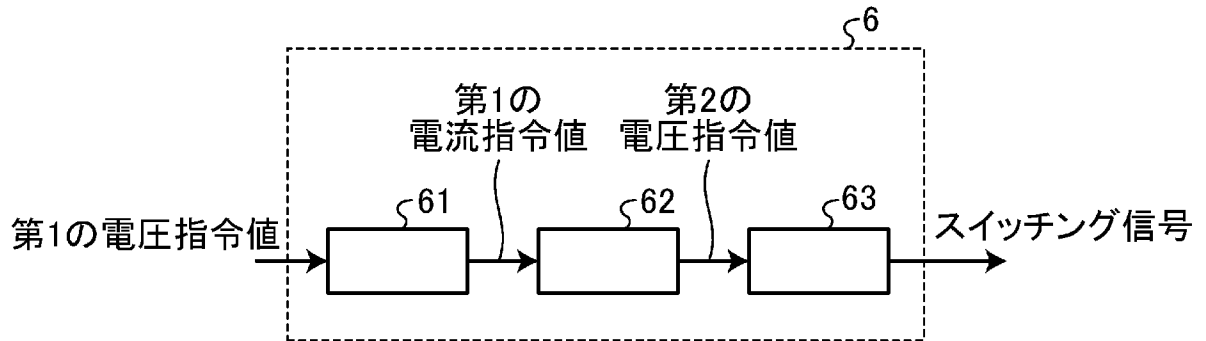 6
第1の
電流指令値
第2の
電圧指令値
61
62
63
第1の電圧指令値
スイッチング信号